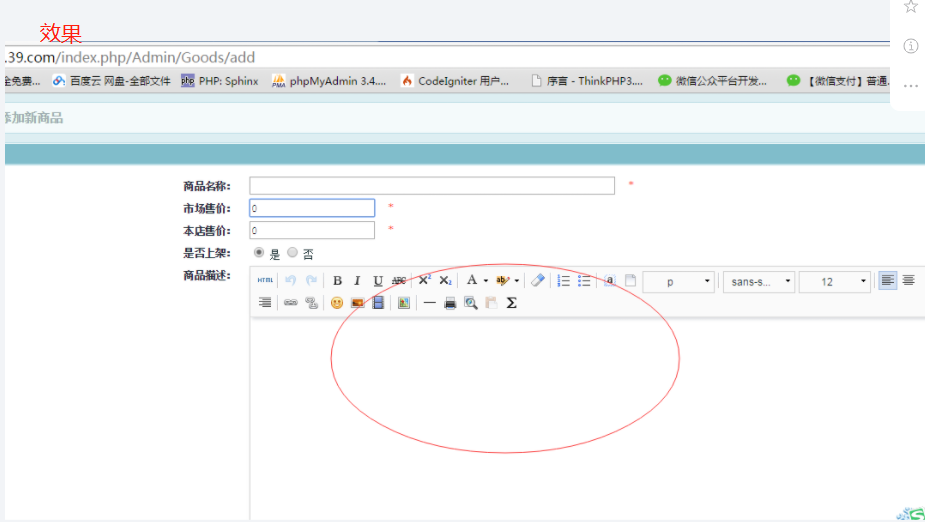 效果
.39.com/index.php/Admin/Goods/add
全免费... 百度云 网盘-全部文件 PHP: Sphinx phpMyAdmin 3.4.... CodeIgniter 用户... 序言 - ThinkPHP3.... 微信公众平台开发... 【微信支付】普通.
添加新商品
商品名称: *
市场售价: 0 *
本店售价: 0 *
是否上架: 是 否
商品描述: HTML B I U ABC X² X₂ A ab a p sans-s... 12
Σ